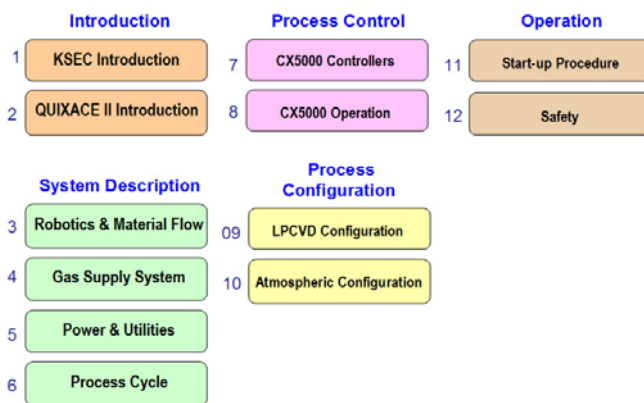 Introduction
1 KSEC Introduction
2 QUIXACE II Introduction
Process Control
7 CX5000 Controllers
8 CX5000 Operation
Operation
11 Start-up Procedure
12 Safety
System Description
3 Robotics & Material Flow
4 Gas Supply System
5 Power & Utilities
6 Process Cycle
Process
Configuration
09 LPCVD Configuration
10 Atmospheric Configuration